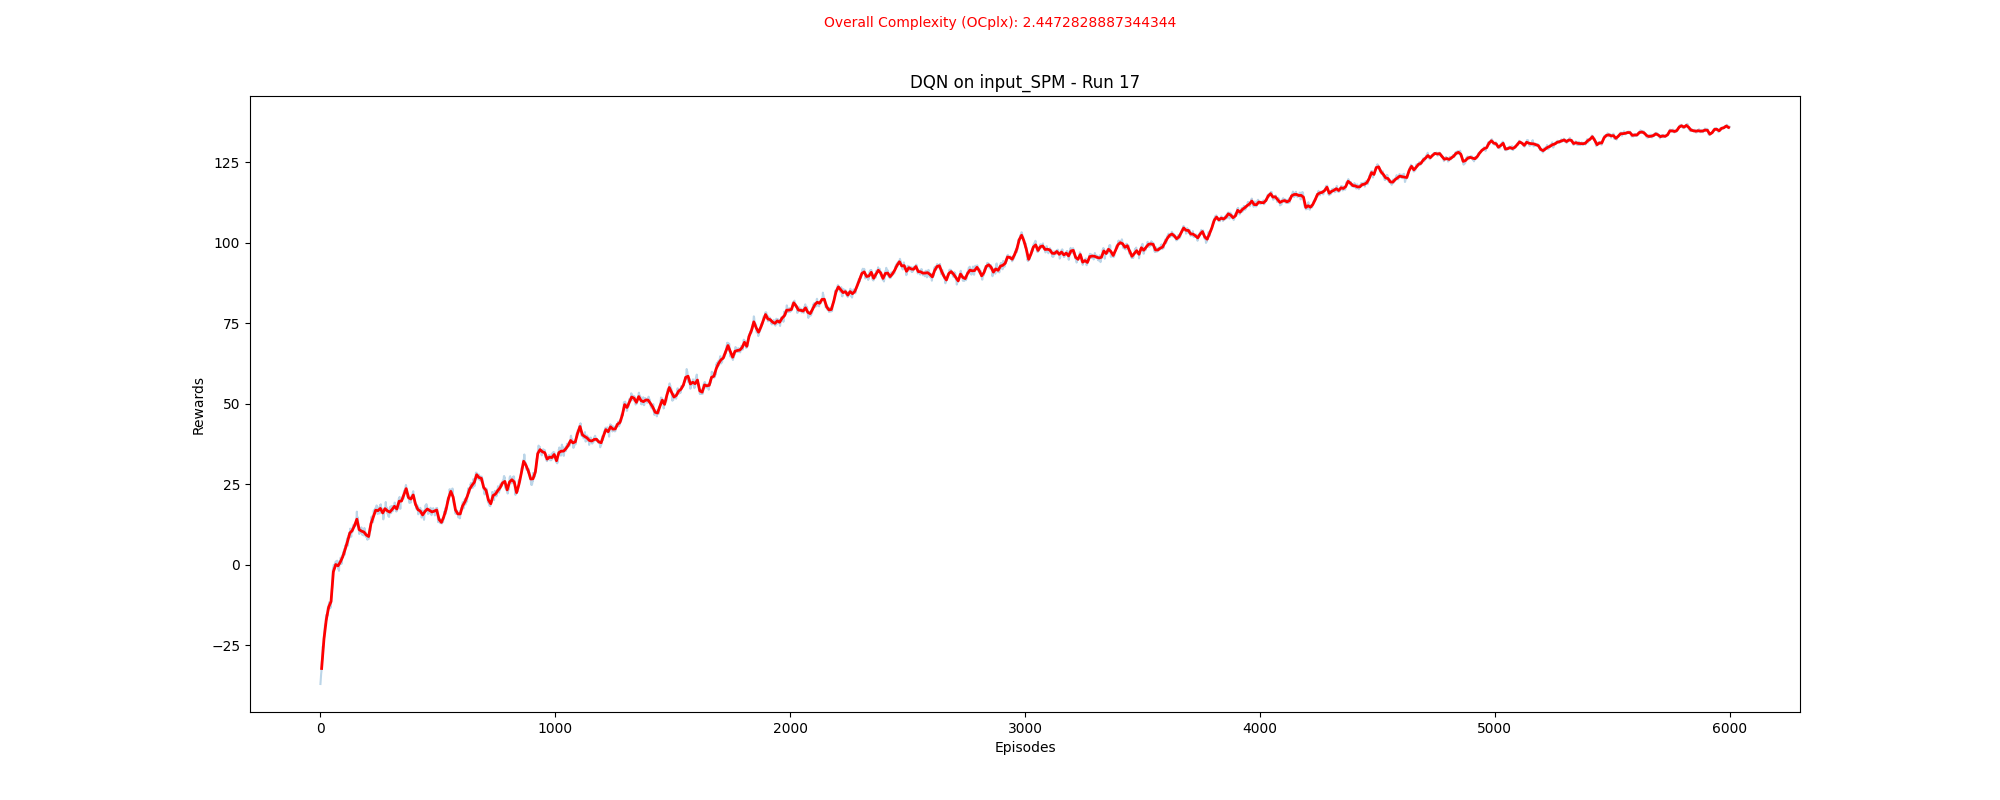 Overall Complexity (OCplx): 2.4472828887344344
DQN on input_SPM - Run 17
Rewards
125
100
75
50
25
0
−25
0 1000 2000 3000 4000 5000 6000
Episodes